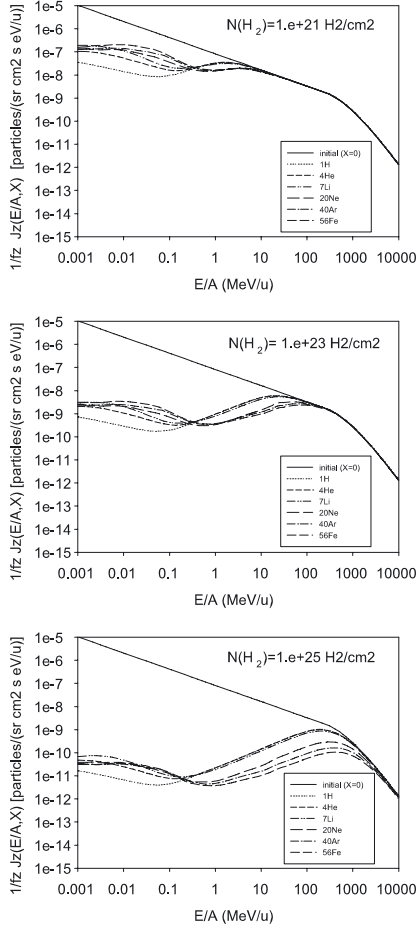 N(H2)=1.e+21 H2/cm2
1/fz Jz(E/A,X) [particles/(sr cm2 s eV/u)]
1e-5
1e-6
1e-7
1e-8
1e-9
1e-10
1e-11
1e-12
1e-13
1e-14
1e-15
initial (X=0)
1H
4He
7Li
20Ne
40Ar
56Fe
0.001 0.01 0.1 1 10 100 1000 10000
E/A (MeV/u)
N(H2)= 1.e+23 H2/cm2
1/fz Jz(E/A,X) [particles/(sr cm2 s eV/u)]
1e-5
1e-6
1e-7
1e-8
1e-9
1e-10
1e-11
1e-12
1e-13
1e-14
1e-15
initial (X=0)
1H
4He
7Li
20Ne
40Ar
56Fe
0.001 0.01 0.1 1 10 100 1000 10000
E/A (MeV/u)
N(H2)=1.e+25 H2/cm2
1/fz Jz(E/A,X) [particles/(sr cm2 s eV/u)]
1e-5
1e-6
1e-7
1e-8
1e-9
1e-10
1e-11
1e-12
1e-13
1e-14
1e-15
initial (X=0)
1H
4He
7Li
20Ne
40Ar
56Fe
0.001 0.01 0.1 1 10 100 1000 10000
E/A (MeV/u)